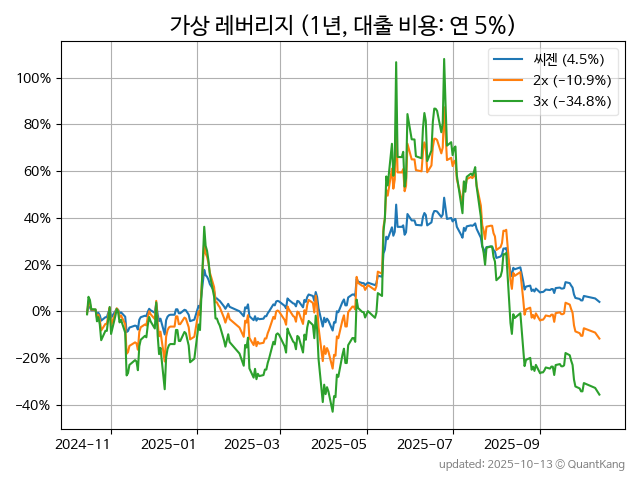 가상 레버리지 (1년, 대출 비용: 연 5%)
씨젠 (4.5%)
2x (−10.9%)
3x (−34.8%)
100%
80%
60%
40%
20%
0%
−20%
−40%
2024-11
2025-01
2025-03
2025-05
2025-07
2025-09
updated: 2025-10-13 © QuantKang